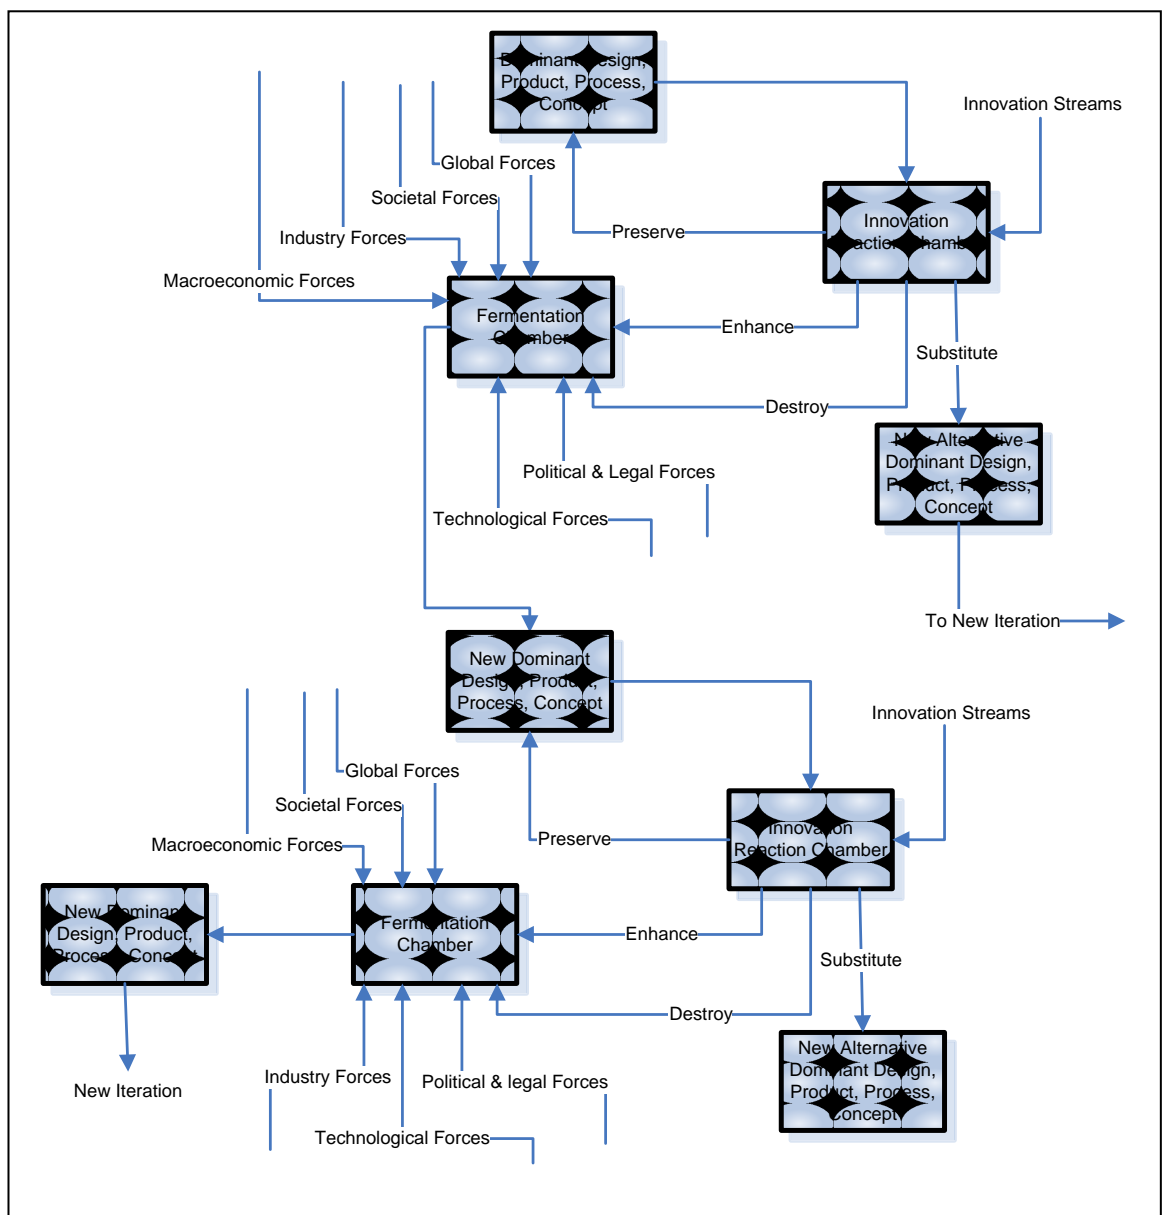 Dominant Design,
Product, Process,
Concept
Innovation Streams
Global Forces
Societal Forces
Innovation
Reaction Chamber
Preserve
Industry Forces
Macroeconomic Forces
Fermentation
Chamber
Enhance
Substitute
Destroy
New Alternative
Dominant Design,
Product, Process,
Concept
Political & Legal Forces
Technological Forces
To New Iteration
New Dominant
Design, Product,
Process, Concept
Innovation Streams
Global Forces
Societal Forces
Innovation
Reaction Chamber
Preserve
Macroeconomic Forces
New Dominant
Design, Product,
Process, Concept
Fermentation
Chamber
Enhance
Substitute
Destroy
New Alternative
Dominant Design,
Product, Process,
Concept
Industry Forces
Political & legal Forces
New Iteration
Technological Forces